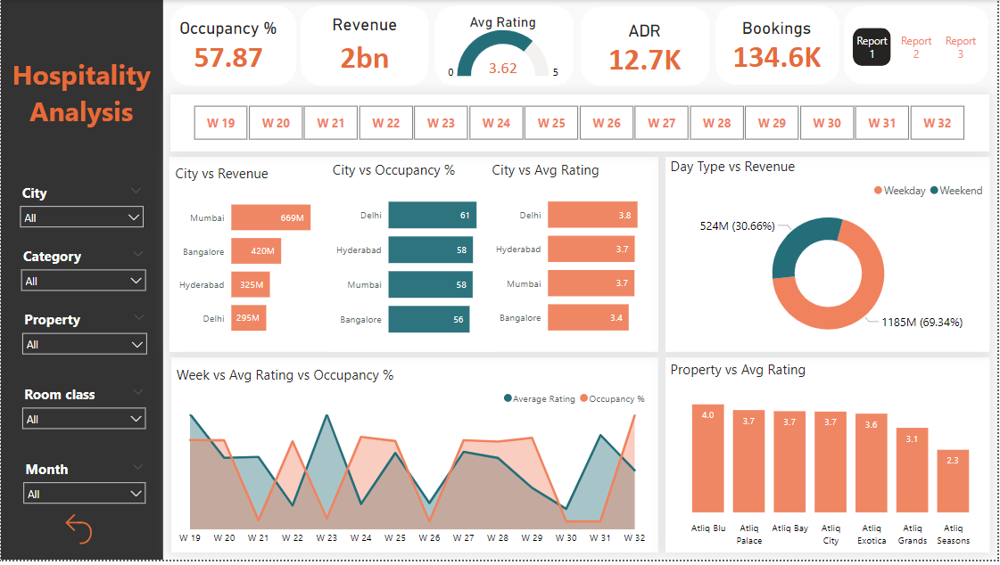 Hospitality
Analysis
City
All
Category
All
Property
All
Room class
All
Month
All
Occupancy %
57.87
Revenue
2bn
Avg Rating
0
3.62
5
ADR
12.7K
Bookings
134.6K
Report
1
Report
2
Report
3
W 19 W 20 W 21 W 22 W 23 W 24 W 25 W 26 W 27 W 28 W 29 W 30 W 31 W 32
City vs Revenue
Mumbai 669M
Bangalore 420M
Hyderabad 325M
Delhi 295M
City vs Occupancy %
Delhi 61
Hyderabad 58
Mumbai 58
Bangalore 56
City vs Avg Rating
Delhi 3.8
Hyderabad 3.7
Mumbai 3.7
Bangalore 3.4
Day Type vs Revenue
Weekday Weekend
524M (30.66%)
1185M (69.34%)
Week vs Avg Rating vs Occupancy %
Average Rating Occupancy %
W 19 W 20 W 21 W 22 W 23 W 24 W 25 W 26 W 27 W 28 W 29 W 30 W 31 W 32
Property vs Avg Rating
4.0 3.7 3.7 3.7 3.6 3.1 2.3
Atliq Blu
Atliq
Palace
Atliq Bay
Atliq
City
Atliq
Exotica
Atliq
Grands
Atliq
Seasons